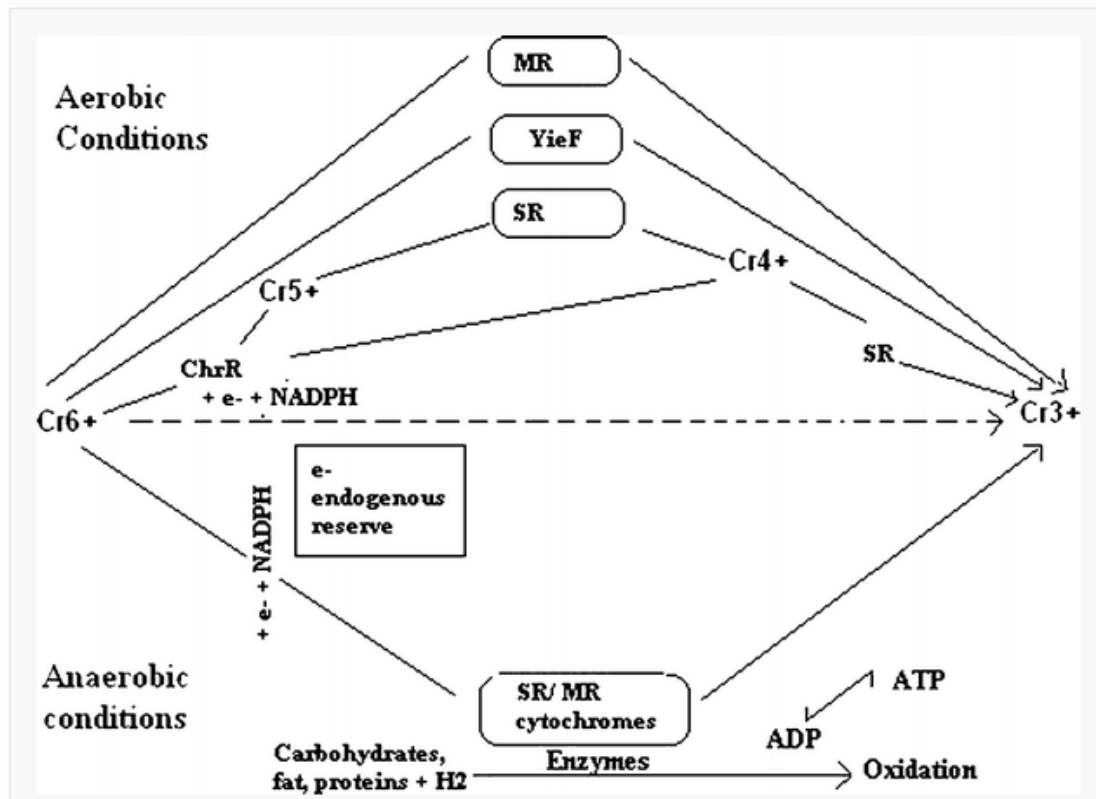 MR
Aerobic
Conditions
YieF
SR
Cr4+
Cr5+
SR
ChrR
+ e- + NADPH
Cr6+
Cr3+
e-
endogenous
reserve
+ e- + NADPH
Anaerobic
conditions
SR/ MR
cytochromes
ATP
ADP
Carbohydrates,
fat, proteins + H2
Enzymes
Oxidation